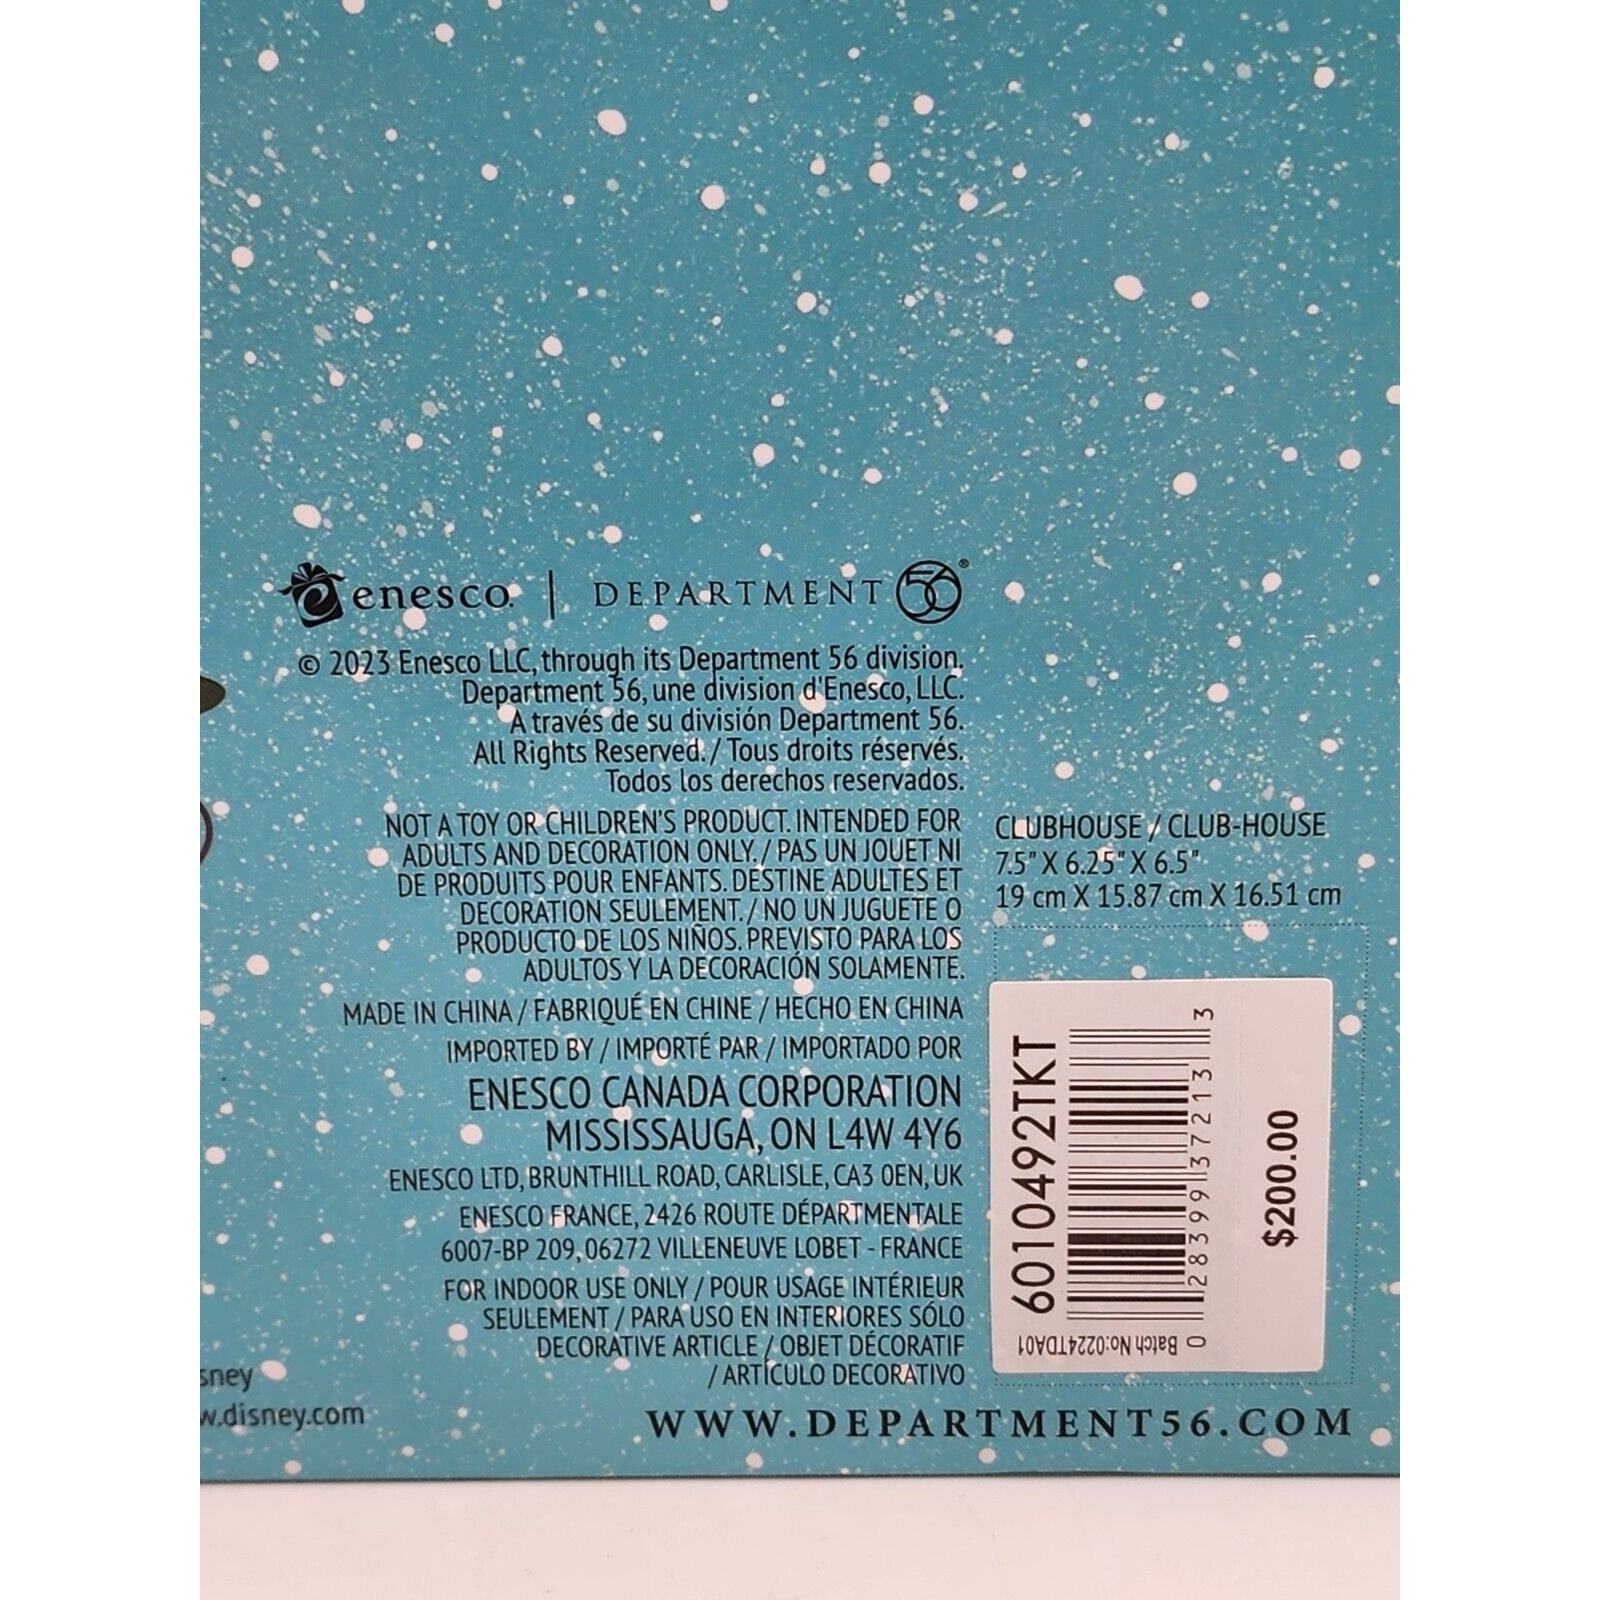 enesco. | DEPARTMENT 56®
© 2023 Enesco LLC, through its Department 56 division.
Department 56, une division d'Enesco, LLC.
A través de su división Department 56.
All Rights Reserved. / Tous droits réservés.
Todos los derechos reservados.
NOT A TOY OR CHILDREN'S PRODUCT. INTENDED FOR
ADULTS AND DECORATION ONLY. / PAS UN JOUET NI
DE PRODUITS POUR ENFANTS. DESTINE ADULTES ET
DECORATION SEULEMENT. / NO UN JUGUETE O
PRODUCTO DE LOS NIÑOS. PREVISTO PARA LOS
ADULTOS Y LA DECORACIÓN SOLAMENTE.
MADE IN CHINA / FABRIQUÉ EN CHINE / HECHO EN CHINA
IMPORTED BY / IMPORTÉ PAR / IMPORTADO POR
ENESCO CANADA CORPORATION
MISSISSAUGA, ON L4W 4Y6
ENESCO LTD, BRUNTHILL ROAD, CARLISLE, CA3 0EN, UK
ENESCO FRANCE, 2426 ROUTE DÉPARTMENTALE
6007-BP 209, 06272 VILLENEUVE LOBET - FRANCE
FOR INDOOR USE ONLY / POUR USAGE INTÉRIEUR
SEULEMENT / PARA USO EN INTERIORES SÓLO
DECORATIVE ARTICLE / OBJET DÉCORATIF
/ ARTÍCULO DECORATIVO
sney
w.disney.com
CLUBHOUSE / CLUB-HOUSE
7.5" X 6.25" X 6.5"
19 cm X 15.87 cm X 16.51 cm
6010492TKT
0 28399 37213 3
Batch No:0224TDA01
$200.00
WWW.DEPARTMENT56.COM